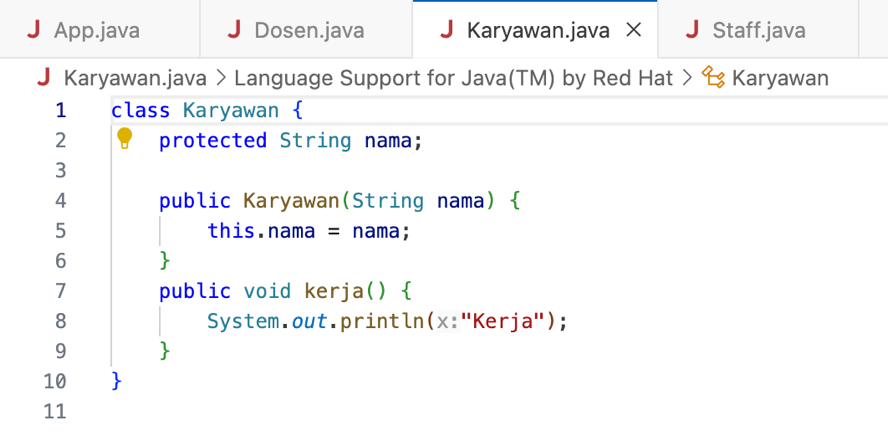 App.java Dosen.java Karyawan.java Staff.java
Karyawan.java > Language Support for Java(TM) by Red Hat > Karyawan
1 class Karyawan {
2     protected String nama;
3
4     public Karyawan(String nama) {
5         this.nama = nama;
6     }
7     public void kerja() {
8         System.out.println(x:"Kerja");
9     }
10 }
11